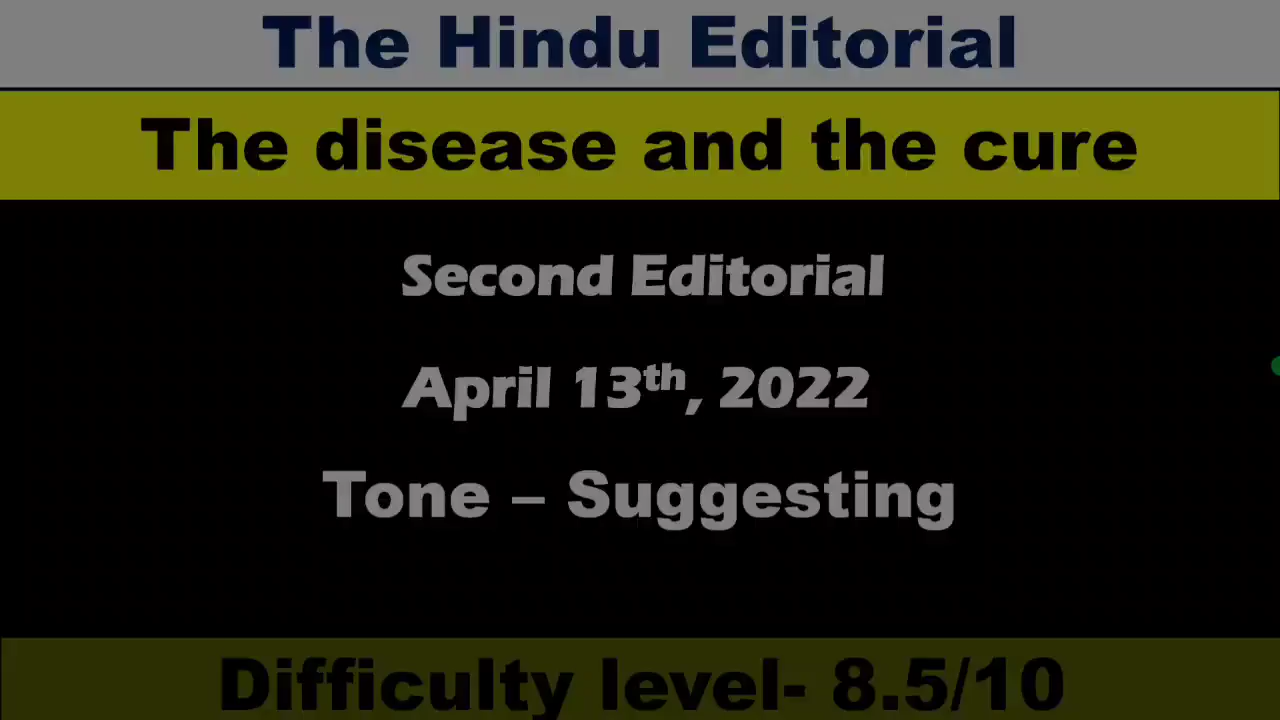 The Hindu Editorial
The disease and the cure
Second Editorial
April 13th, 2022
Tone – Suggesting
Difficulty level- 8.5/10